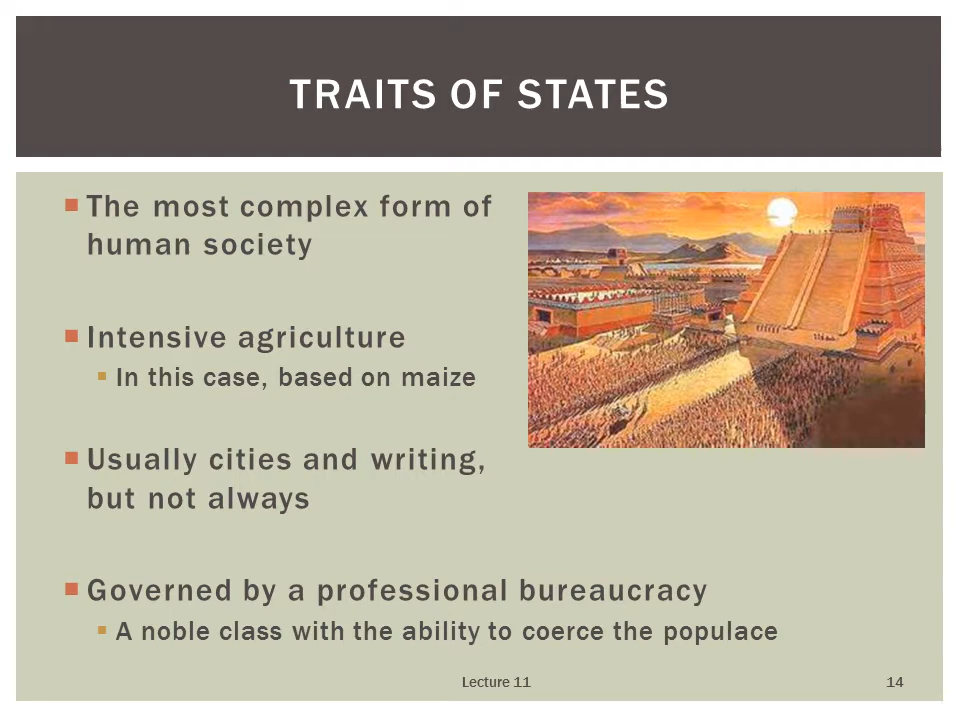 TRAITS OF STATES
The most complex form of
human society
Intensive agriculture
In this case, based on maize
Usually cities and writing,
but not always
Governed by a professional bureaucracy
A noble class with the ability to coerce the populace
Lecture 11
14